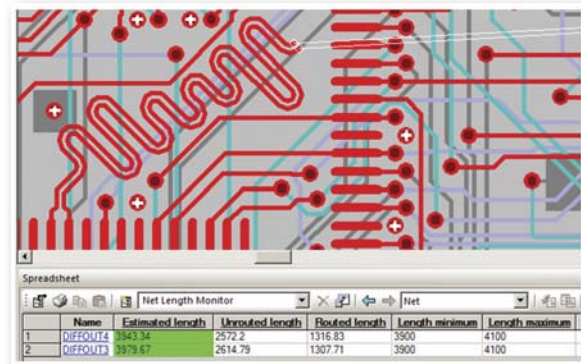 Spreadsheet
Net Length Monitor Net
Name Estimated length Unrouted length Routed length Length minimum Length maximum
1 DIFFOUT4 3943.34 2572.2 1316.83 3900 4100
2 DIFFOUT3 3979.67 2614.79 1307.71 3900 4100